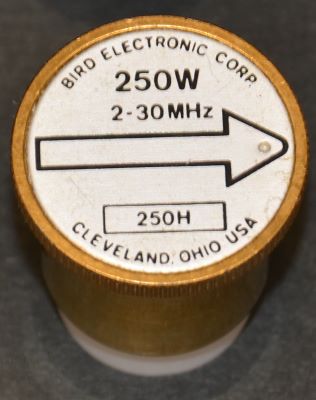 BIRD ELECTRONIC CORP.
250W
2-30MHz
250H
CLEVELAND, OHIO USA